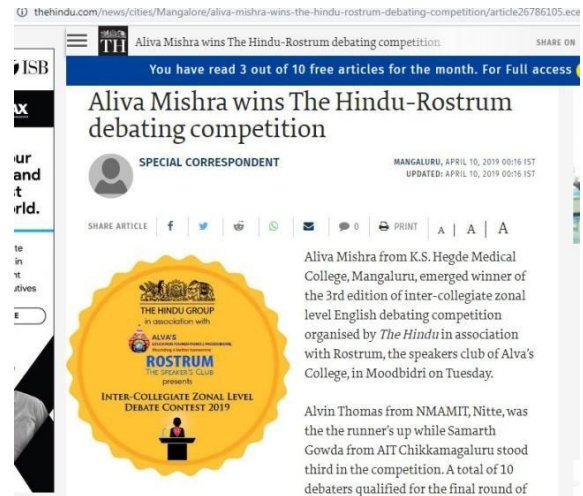 thehindu.com/news/cities/Mangalore/aliva-mishra-wins-the-hindu-rostrum-debating-competition/article26786105.ece
TH
Aliva Mishra wins The Hindu-Rostrum debating competition
SHARE ON
You have read 3 out of 10 free articles for the month. For Full access
ISB
Aliva Mishra wins The Hindu-Rostrum
debating competition
SPECIAL CORRESPONDENT
MANGALURU, APRIL 10, 2019 00:16 IST
UPDATED: APRIL 10, 2019 00:16 IST
SHARE ARTICLE
0
PRINT
A | A | A
Aliva Mishra from K.S. Hegde Medical
College, Mangaluru, emerged winner of
the 3rd edition of inter-collegiate zonal
level English debating competition
organised by The Hindu in association
with Rostrum, the speakers club of Alva's
College, in Moodbidri on Tuesday.
Alvin Thomas from NMAMIT, Nitte, was
the the runner's up while Samarth
Gowda from AIT Chikkamagaluru stood
third in the competition. A total of 10
debaters qualified for the final round of
THE HINDU GROUP
in association with
ALVA'S
ROSTRUM
THE SPEAKER'S CLUB
presents
INTER-COLLEGIATE ZONAL LEVEL
DEBATE CONTEST 2019